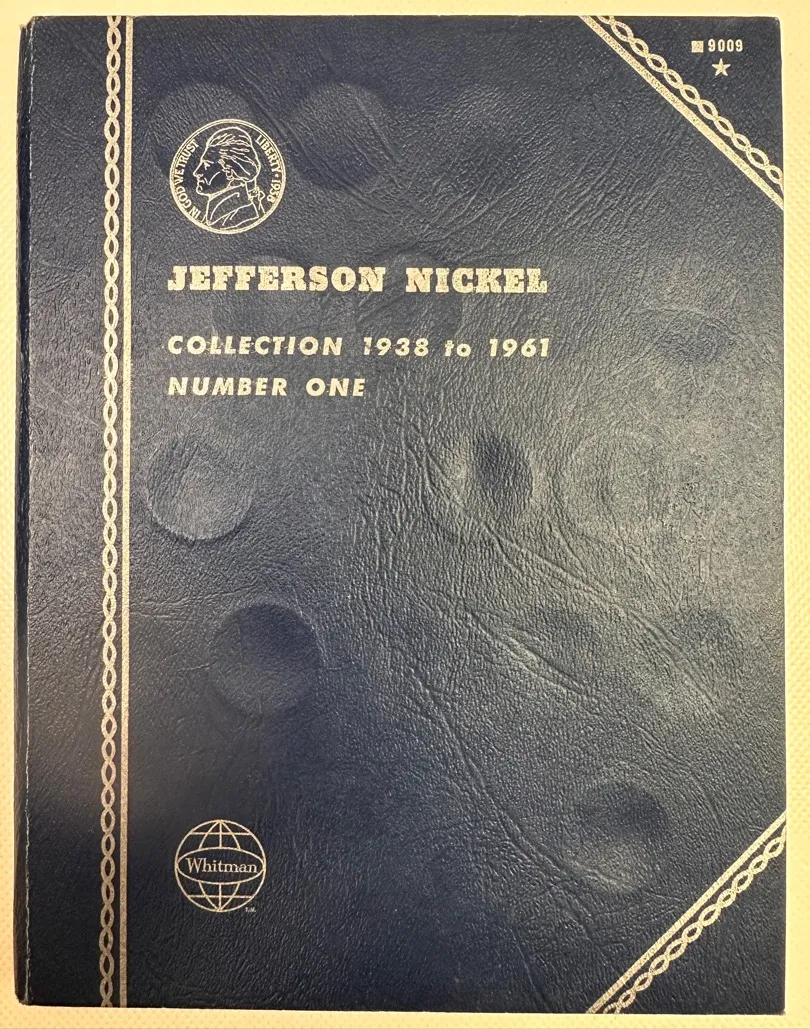 9009
IN GOD WE TRUST LIBERTY · 1938
JEFFERSON NICKEL
COLLECTION 1938 to 1961
NUMBER ONE
Whitman
T.M.